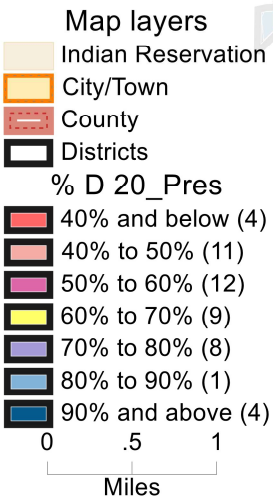 Map layers
Indian Reservation
City/Town
County
Districts
% D 20_Pres
40% and below (4)
40% to 50% (11)
50% to 60% (12)
60% to 70% (9)
70% to 80% (8)
80% to 90% (1)
90% and above (4)
0 .5 1
Miles